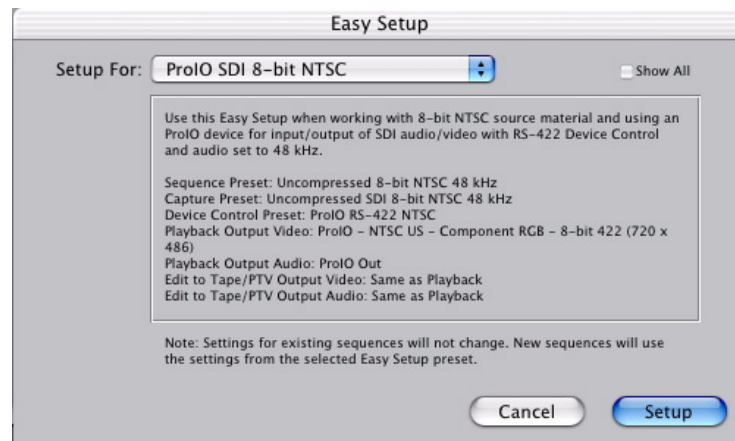 Easy Setup
Setup For: ProIO SDI 8-bit NTSC
Show All
Use this Easy Setup when working with 8-bit NTSC source material and using an
ProIO device for input/output of SDI audio/video with RS-422 Device Control
and audio set to 48 kHz.
Sequence Preset: Uncompressed 8-bit NTSC 48 kHz
Capture Preset: Uncompressed SDI 8-bit NTSC 48 kHz
Device Control Preset: ProIO RS-422 NTSC
Playback Output Video: ProIO - NTSC US - Component RGB - 8-bit 422 (720 x
486)
Playback Output Audio: ProIO Out
Edit to Tape/PTV Output Video: Same as Playback
Edit to Tape/PTV Output Audio: Same as Playback
Note: Settings for existing sequences will not change. New sequences will use
the settings from the selected Easy Setup preset.
Cancel
Setup